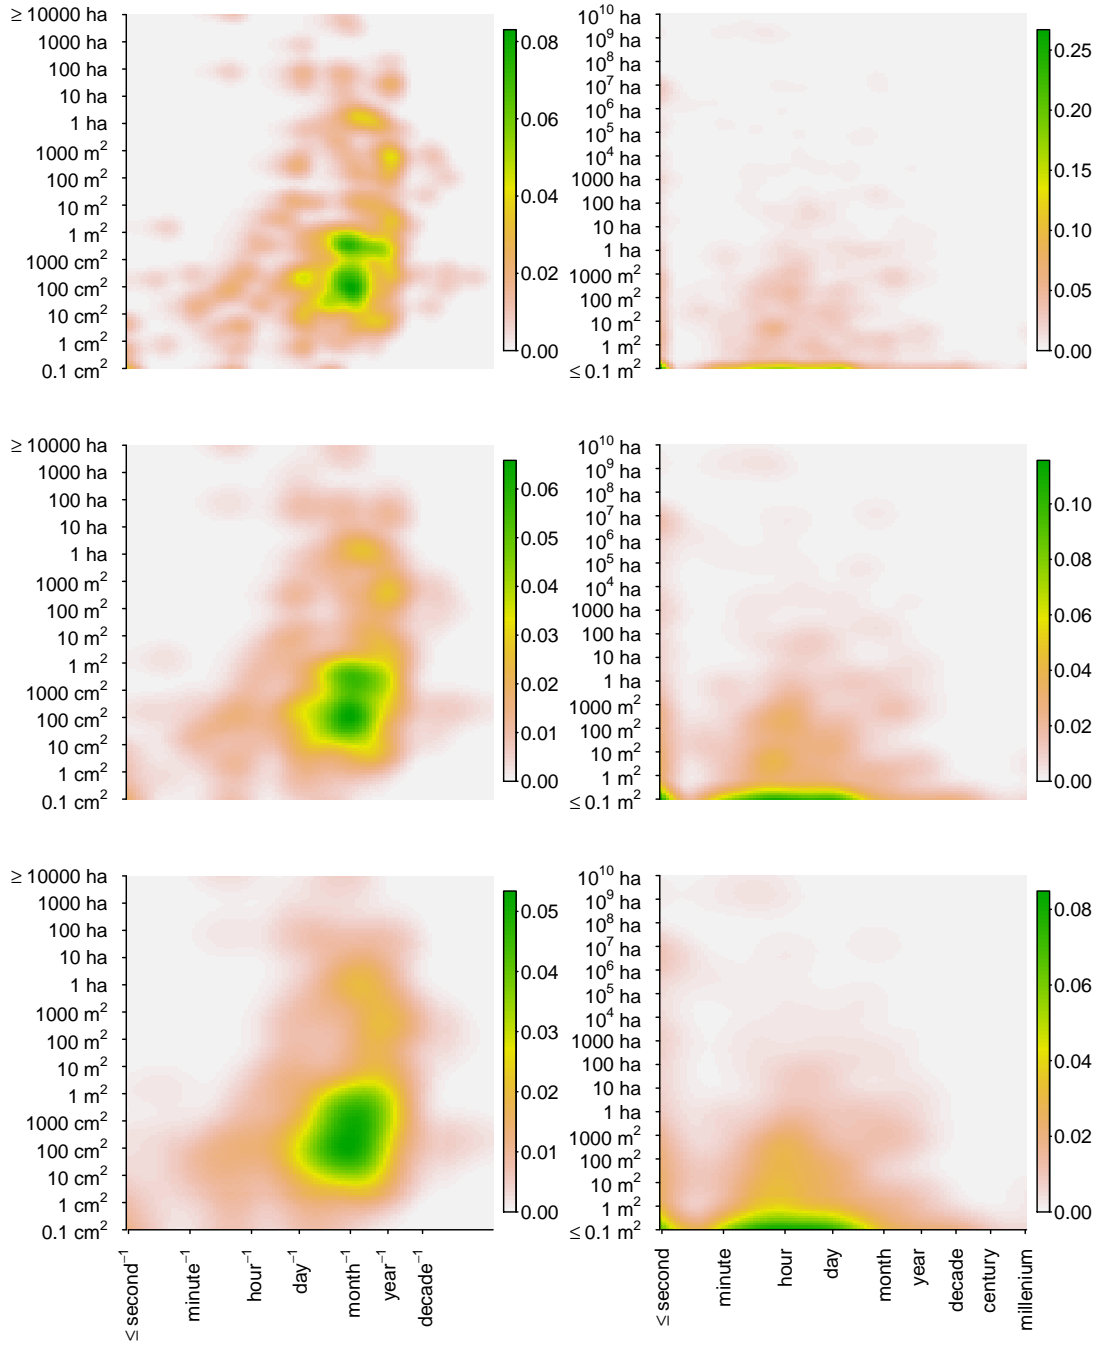 ≥ 10000 ha
1000 ha
100 ha
10 ha
1 ha
1000 m²
100 m²
10 m²
1 m²
1000 cm²
100 cm²
10 cm²
1 cm²
0.1 cm²
0.08
0.06
0.04
0.02
0.00
10¹⁰ ha
10⁹ ha
10⁸ ha
10⁷ ha
10⁶ ha
10⁵ ha
10⁴ ha
1000 ha
100 ha
10 ha
1 ha
1000 m²
100 m²
10 m²
1 m²
≤ 0.1 m²
0.25
0.20
0.15
0.10
0.05
0.00
≥ 10000 ha
1000 ha
100 ha
10 ha
1 ha
1000 m²
100 m²
10 m²
1 m²
1000 cm²
100 cm²
10 cm²
1 cm²
0.1 cm²
0.06
0.05
0.04
0.03
0.02
0.01
0.00
10¹⁰ ha
10⁹ ha
10⁸ ha
10⁷ ha
10⁶ ha
10⁵ ha
10⁴ ha
1000 ha
100 ha
10 ha
1 ha
1000 m²
100 m²
10 m²
1 m²
≤ 0.1 m²
0.10
0.08
0.06
0.04
0.02
0.00
≥ 10000 ha
1000 ha
100 ha
10 ha
1 ha
1000 m²
100 m²
10 m²
1 m²
1000 cm²
100 cm²
10 cm²
1 cm²
0.1 cm²
0.05
0.04
0.03
0.02
0.01
0.00
≤ second⁻¹
minute⁻¹
hour⁻¹
day⁻¹
month⁻¹
year⁻¹
decade⁻¹
10¹⁰ ha
10⁹ ha
10⁸ ha
10⁷ ha
10⁶ ha
10⁵ ha
10⁴ ha
1000 ha
100 ha
10 ha
1 ha
1000 m²
100 m²
10 m²
1 m²
≤ 0.1 m²
0.08
0.06
0.04
0.02
0.00
≤ second
minute
hour
day
month
year
decade
century
millenium